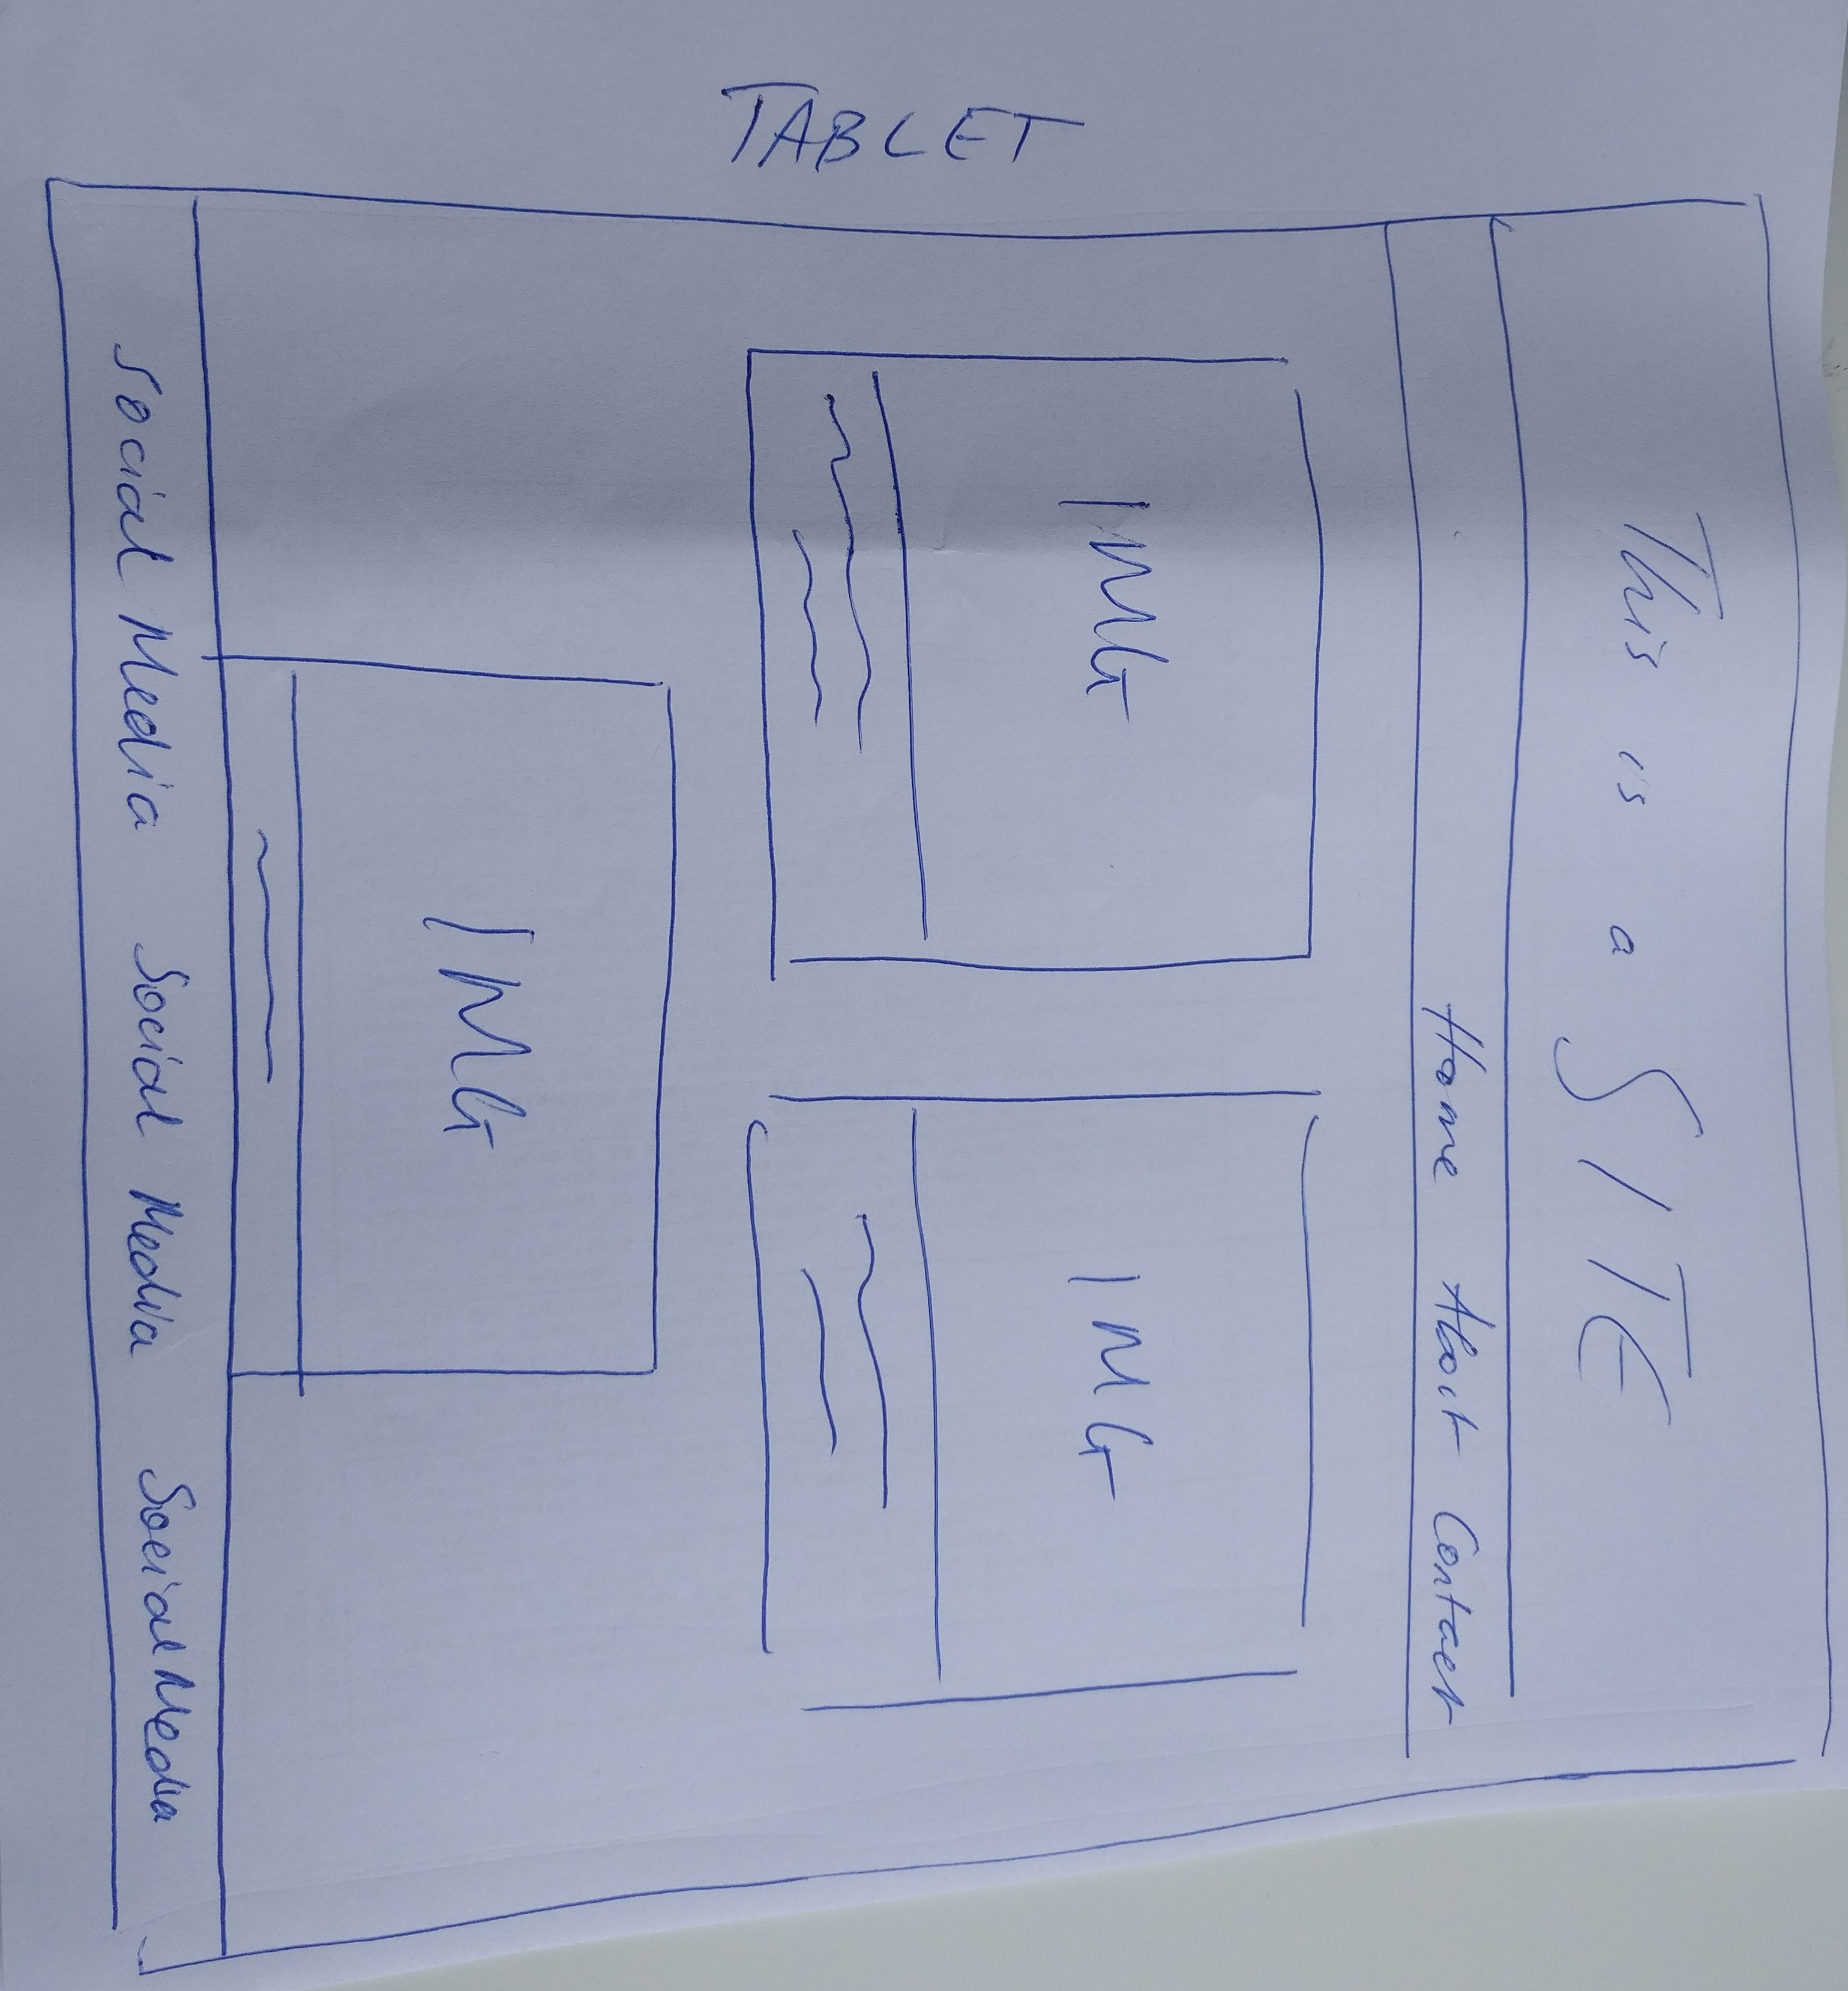 This is a SITE
Home About Contact
IMG IMG
TABLET
IMG
Social Media Social Media Social Media